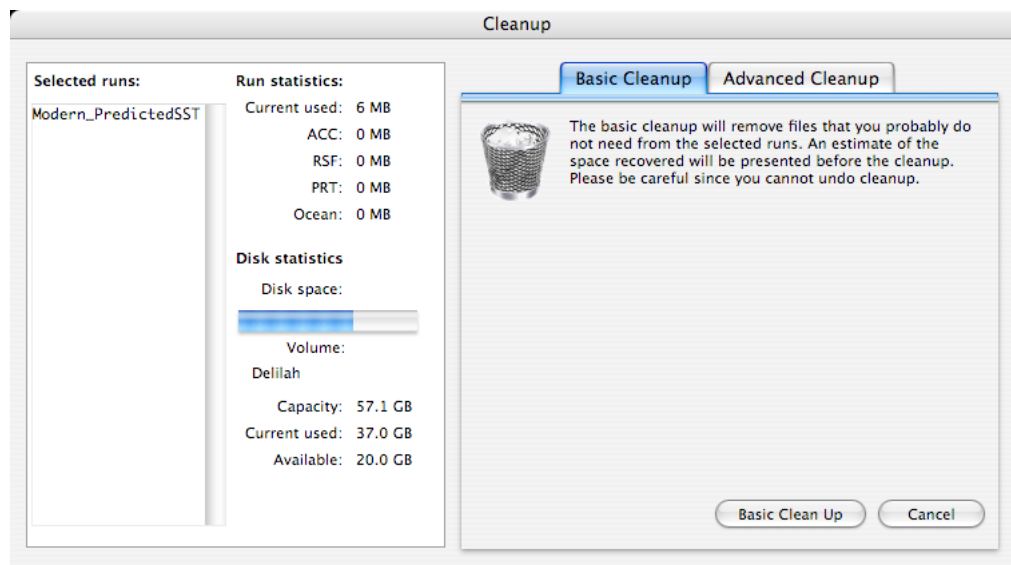 Cleanup
Selected runs:
Modern_PredictedSST
Run statistics:
Current used: 6 MB
ACC: 0 MB
RSF: 0 MB
PRT: 0 MB
Ocean: 0 MB
Disk statistics
Disk space:
Volume:
Delilah
Capacity: 57.1 GB
Current used: 37.0 GB
Available: 20.0 GB
Basic Cleanup
Advanced Cleanup
The basic cleanup will remove files that you probably do
not need from the selected runs. An estimate of the
space recovered will be presented before the cleanup.
Please be careful since you cannot undo cleanup.
Basic Clean Up
Cancel